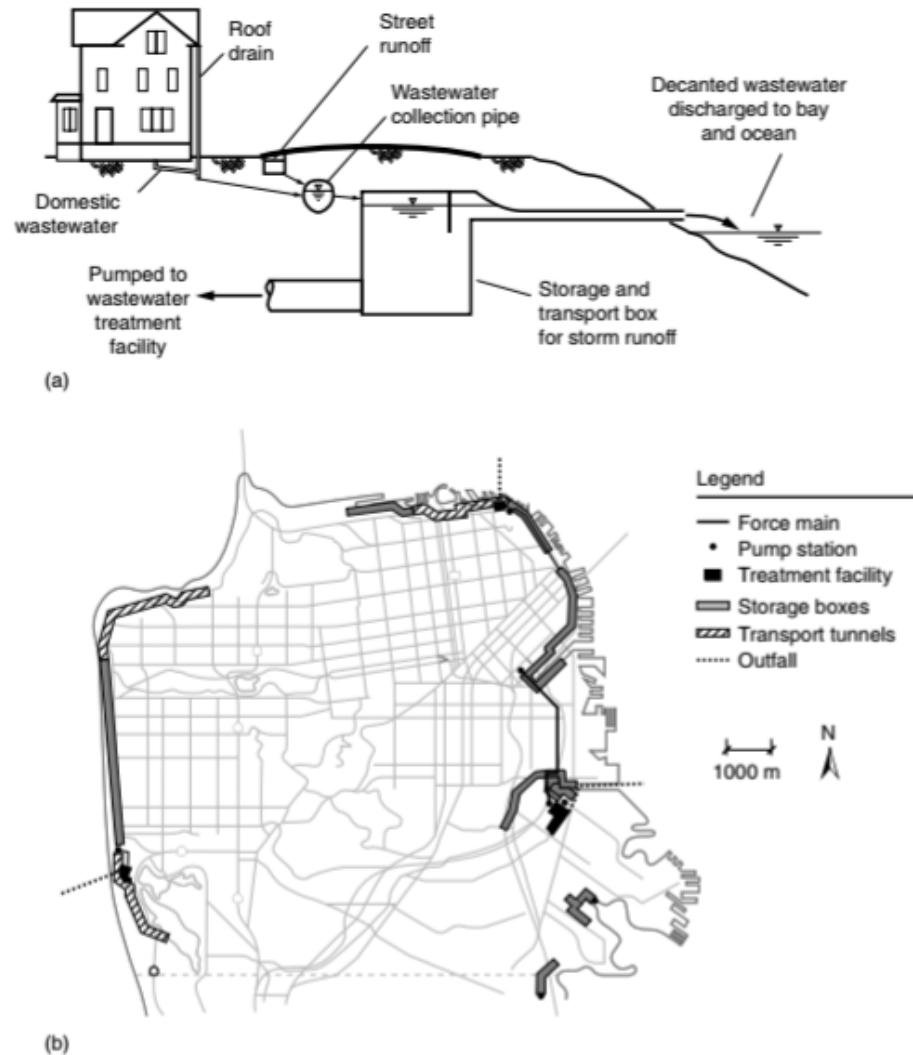 Roof
drain
Street
runoff
Wastewater
collection pipe
Decanted wastewater
discharged to bay
and ocean
Domestic
wastewater
Pumped to
wastewater
treatment
facility
Storage and
transport box
for storm runoff
(a)
Legend
Force main
Pump station
Treatment facility
Storage boxes
Transport tunnels
Outfall
1000 m
N
(b)